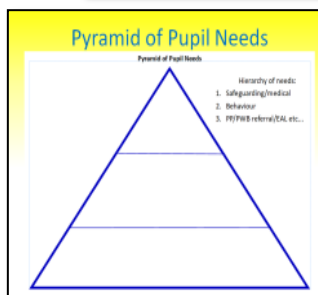 Pyramid of Pupil Needs
Pyramid of Pupil Needs
Hierarchy of needs:
1. Safeguarding/medical
2. Behaviour
3. PP/PWB referral/EAL etc...